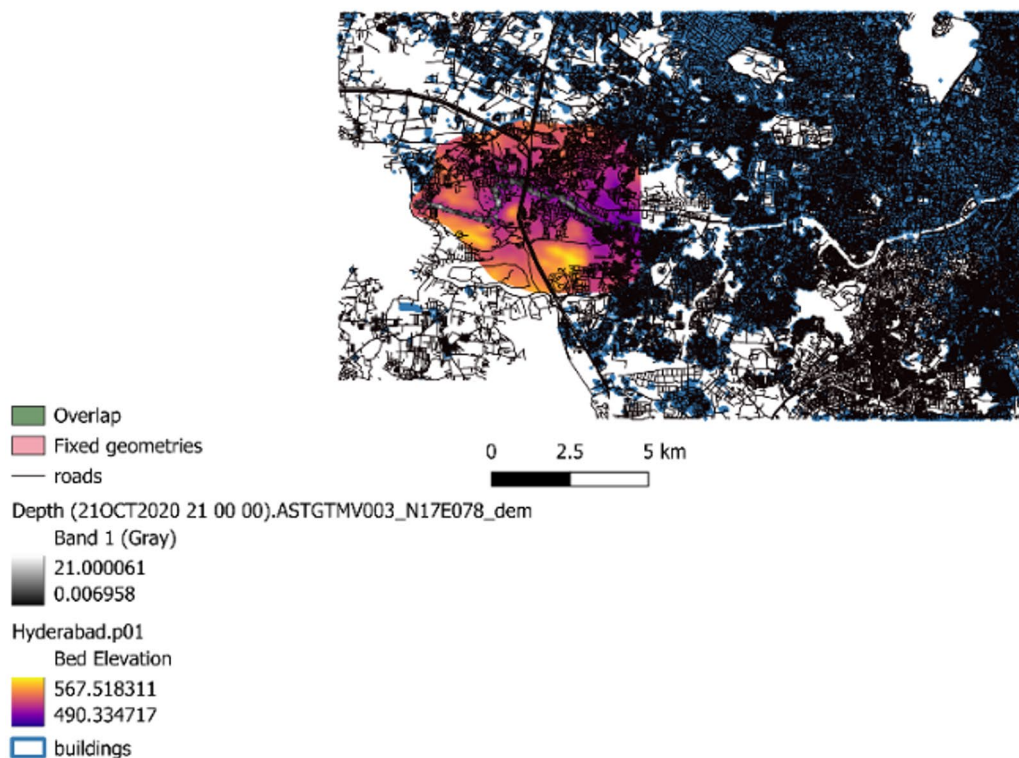 0 2.5 5 km
Overlap
Fixed geometries
roads
Depth (21OCT2020 21 00 00).ASTGTMV003_N17E078_dem
Band 1 (Gray)
21.000061
0.006958
Hyderabad.p01
Bed Elevation
567.518311
490.334717
buildings